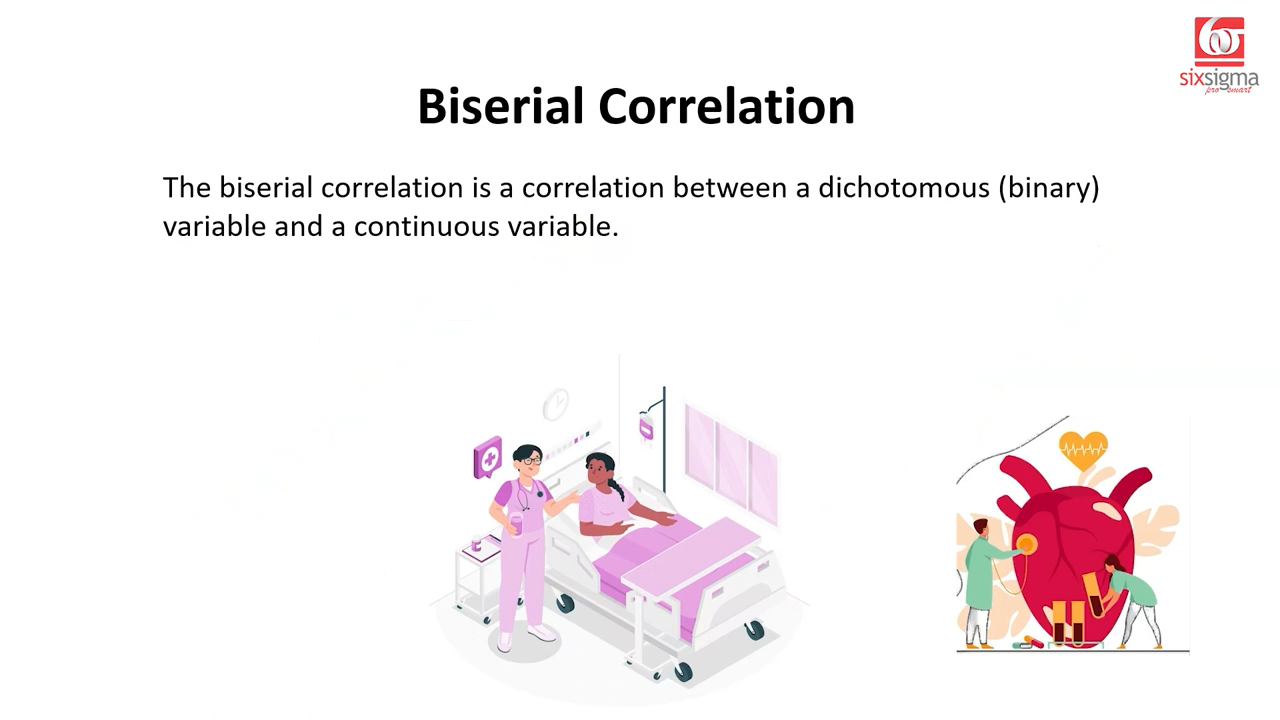 sixsigma
pro smart
Biserial Correlation
The biserial correlation is a correlation between a dichotomous (binary)
variable and a continuous variable.